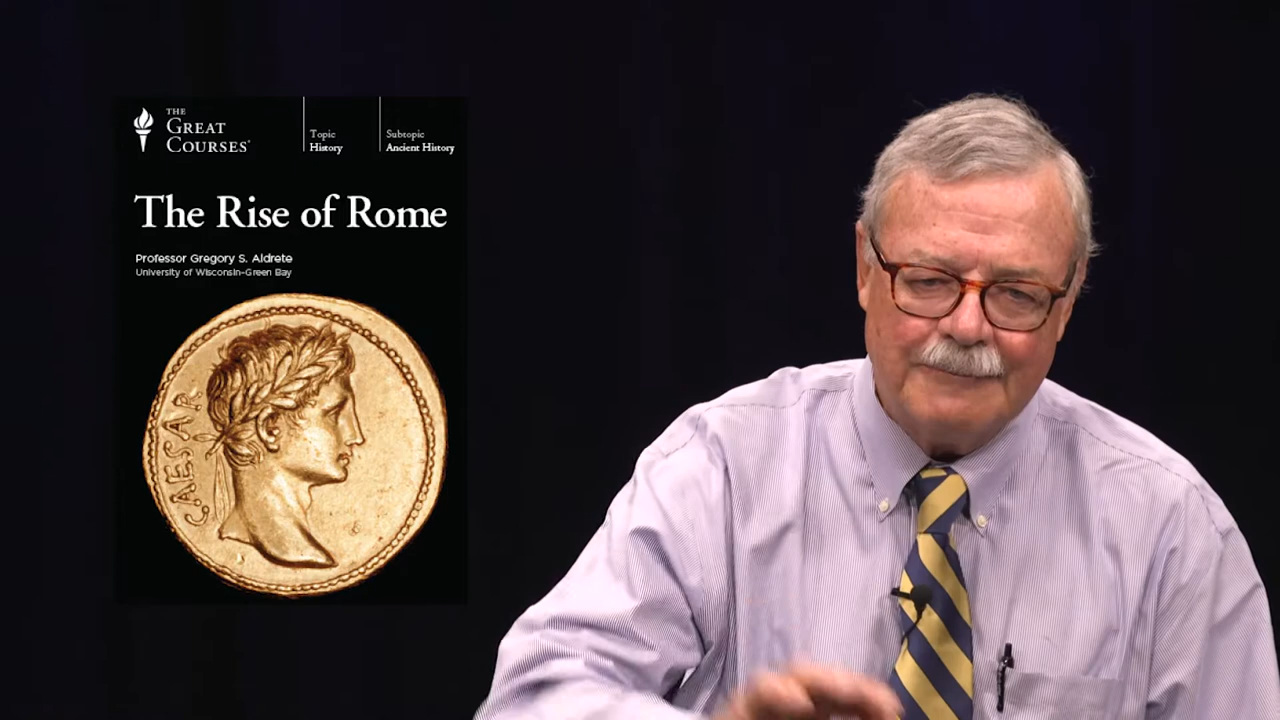 THE
GREAT
COURSES®
Topic
History
Subtopic
Ancient History
The Rise of Rome
Professor Gregory S. Aldrete
University of Wisconsin–Green Bay
CAESAR